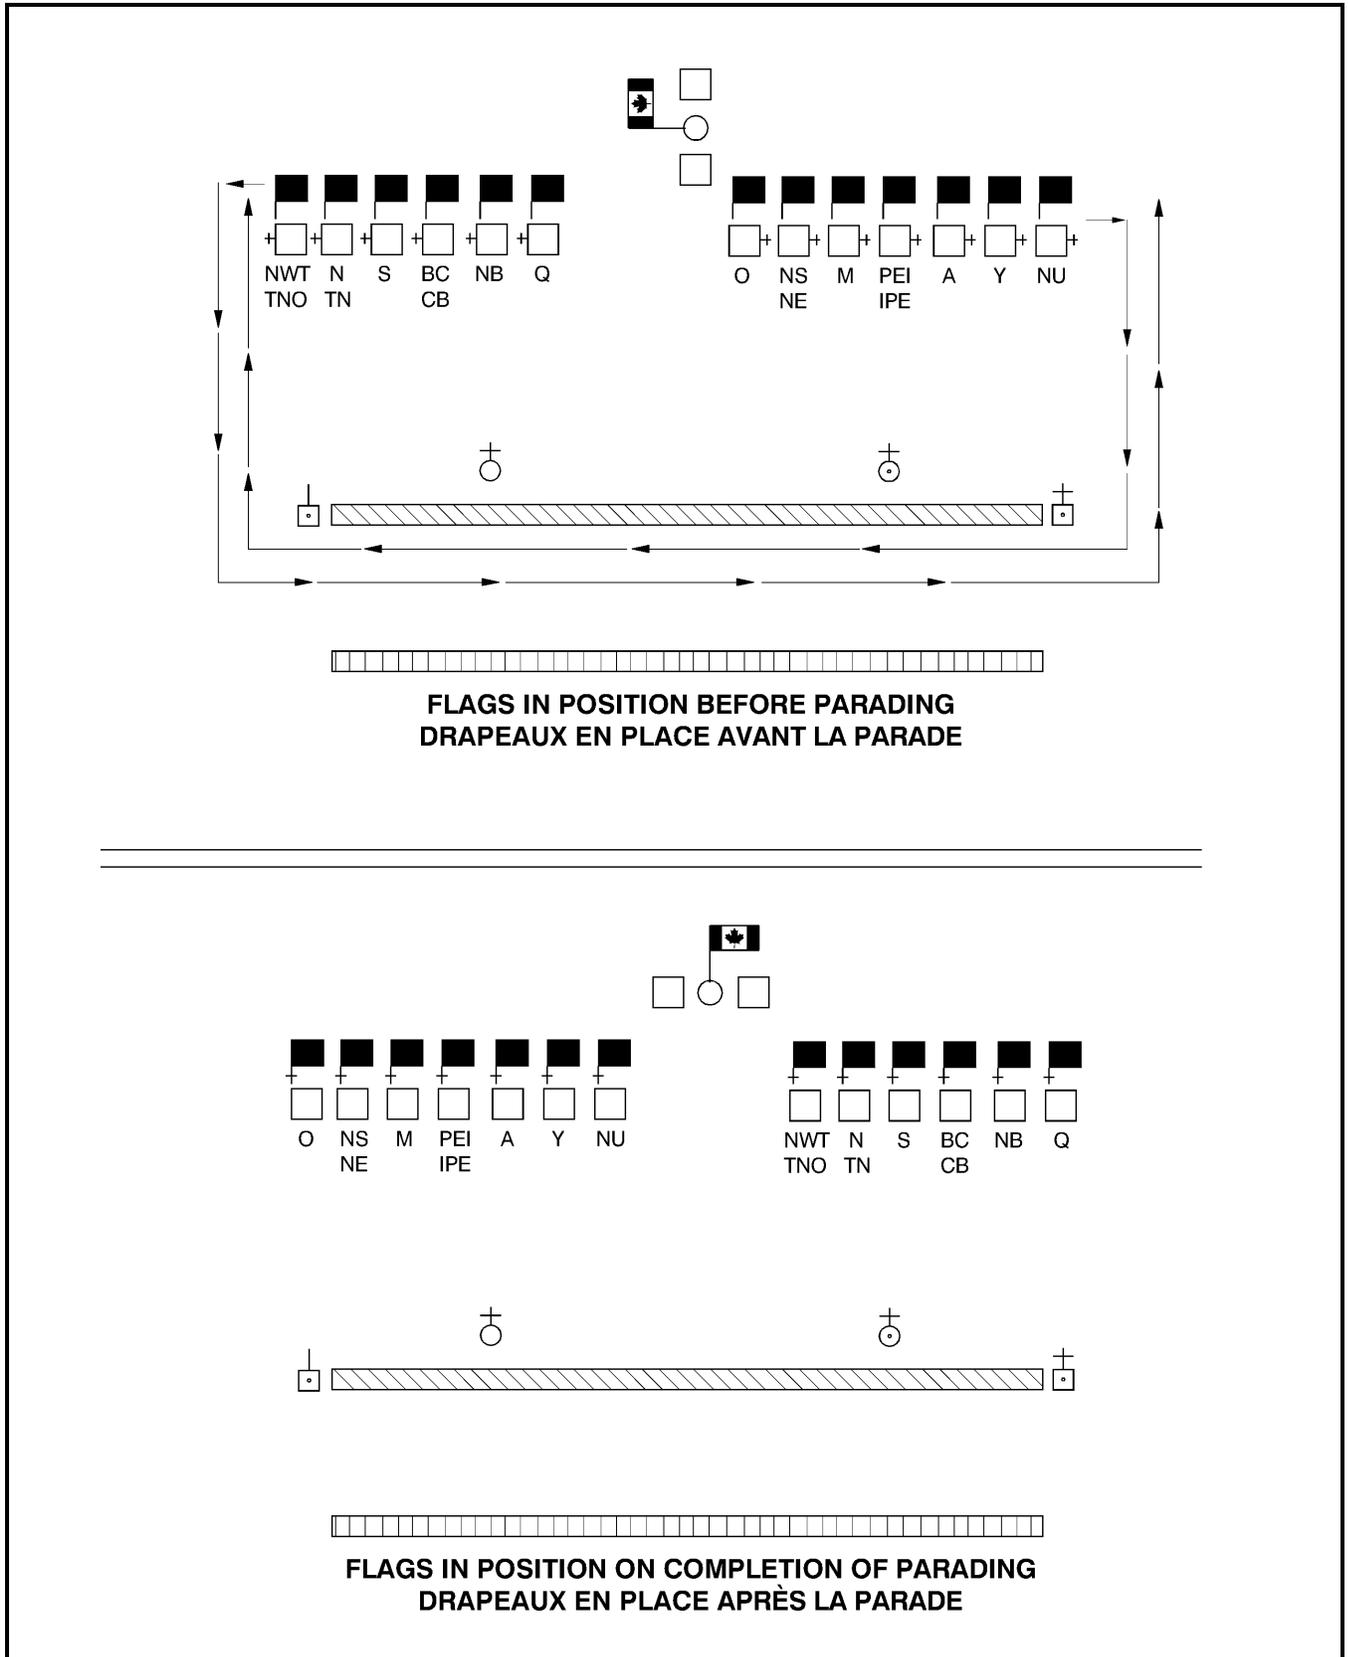 NWT N S BC NB Q O NS M PEI A Y NU
TNO TN CB NE IPE
FLAGS IN POSITION BEFORE PARADING
DRAPEAUX EN PLACE AVANT LA PARADE
O NS M PEI A Y NU NWT N S BC NB Q
NE IPE TNO TN CB
FLAGS IN POSITION ON COMPLETION OF PARADING
DRAPEAUX EN PLACE APRÈS LA PARADE